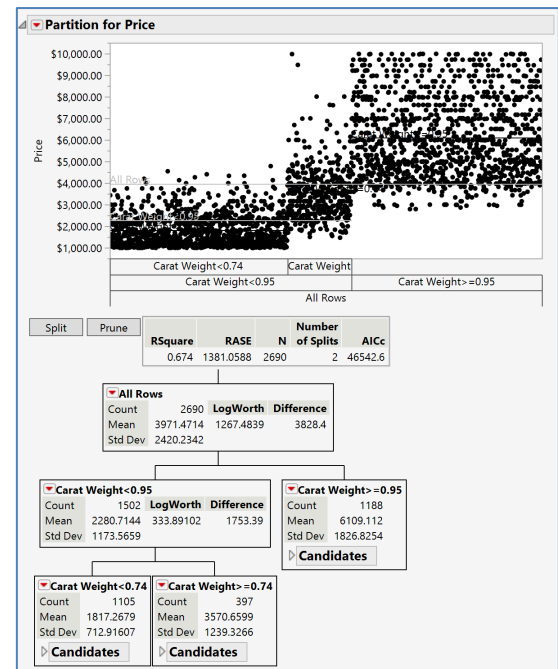 Partition for Price
$10,000.00
$9,000.00
$8,000.00
$7,000.00
$6,000.00
$5,000.00
$4,000.00
$3,000.00
$2,000.00
$1,000.00
Price
All Rows
Carat Weight<0.74 Carat Weight
Carat Weight<0.95 Carat Weight>=0.95
All Rows
Split Prune
Number
RSquare RASE N of Splits AICc
0.674 1381.0588 2690 2 46542.6
All Rows
Count 2690 LogWorth Difference
Mean 3971.4714 1267.4839 3828.4
Std Dev 2420.2342
Carat Weight<0.95
Count 1502 LogWorth Difference
Mean 2280.7144 333.89102 1753.39
Std Dev 1173.5659
Carat Weight>=0.95
Count 1188
Mean 6109.112
Std Dev 1826.8254
Candidates
Carat Weight<0.74
Count 1105
Mean 1817.2679
Std Dev 712.91607
Candidates
Carat Weight>=0.74
Count 397
Mean 3570.6599
Std Dev 1239.3266
Candidates